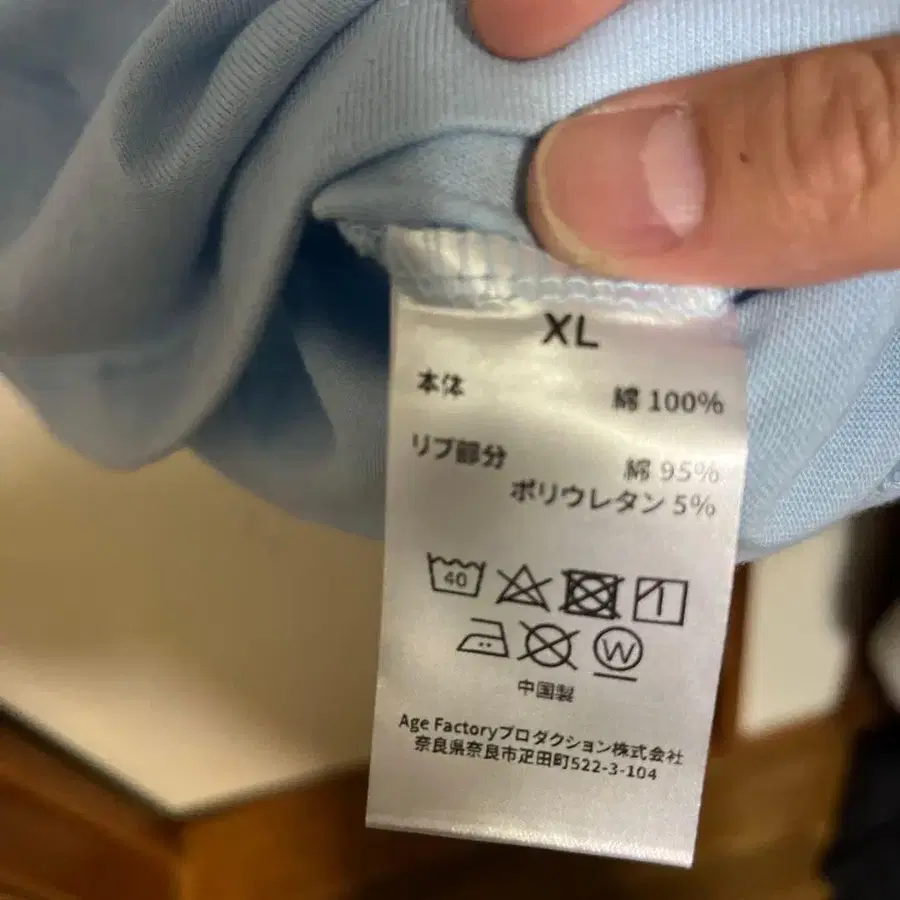 XL
本体 綿 100%
リブ部分 綿 95%
ポリウレタン 5%
40
W
中国製
Age Factoryプロダクション株式会社
奈良県奈良市疋田町522-3-104